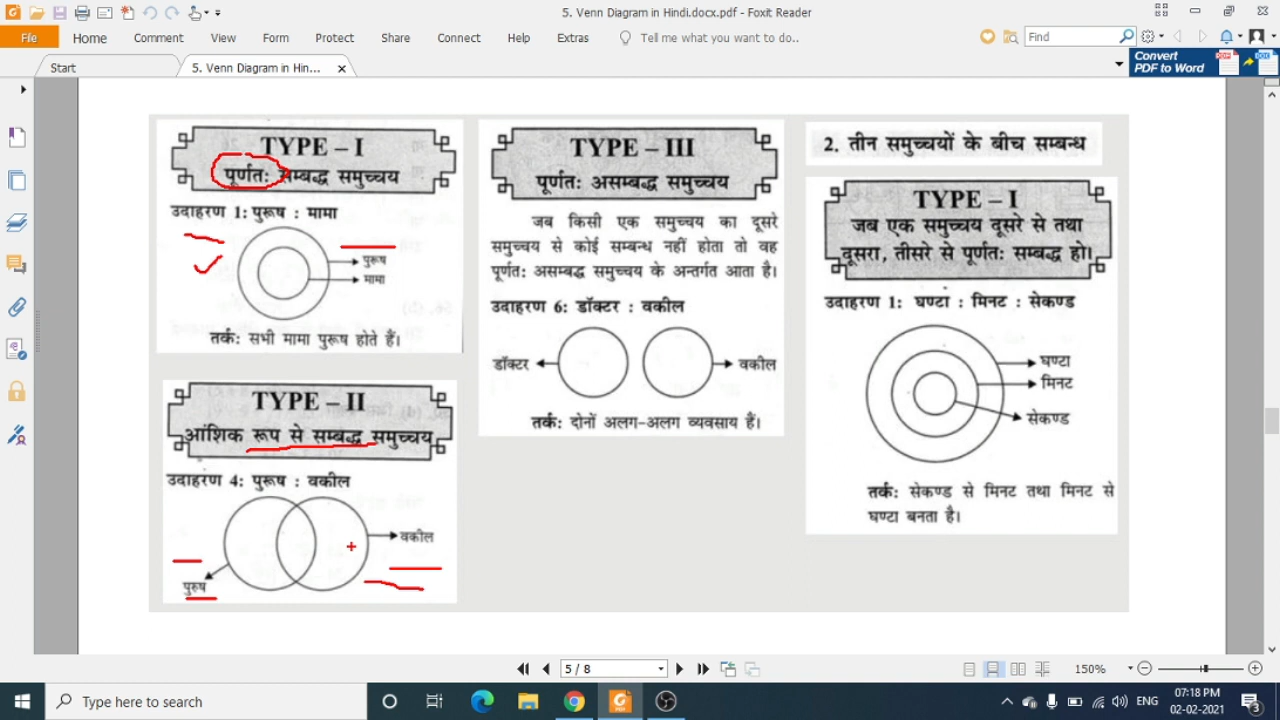 5. Venn Diagram in Hindi.docx.pdf - Foxit Reader
File Home Comment View Form Protect Share Connect Help Extras Tell me what you want to do.. Find
Start
5. Venn Diagram in Hin...
Convert
PDF to Word
TYPE – I
पूर्णतः सम्बद्ध समुच्चय
उदाहरण 1: पुरूष : मामा
पुरूष
मामा
तर्क: सभी मामा पुरूष होते हैं।
TYPE – II
आंशिक रूप से सम्बद्ध समुच्चय
उदाहरण 4: पुरूष : वकील
वकील
पुरुष
TYPE – III
पूर्णतः असम्बद्ध समुच्चय
जब किसी एक समुच्चय का दूसरे
समुच्चय से कोई सम्बन्ध नहीं होता तो वह
पूर्णतः असम्बद्ध समुच्चय के अन्तर्गत आता है।
उदाहरण 6: डॉक्टर : वकील
डॉक्टर
वकील
तर्क: दोनों अलग-अलग व्यवसाय हैं।
2. तीन समुच्चयों के बीच सम्बन्ध
TYPE – I
जब एक समुच्चय दूसरे से तथा
दूसरा, तीसरे से पूर्णतः सम्बद्ध हो।
उदाहरण 1: घण्टा : मिनट : सेकण्ड
घण्टा
मिनट
सेकण्ड
तर्क: सेकण्ड से मिनट तथा मिनट से
घण्टा बनता है।
5 / 8
150%
Type here to search
ENG
07:18 PM
02-02-2021
3